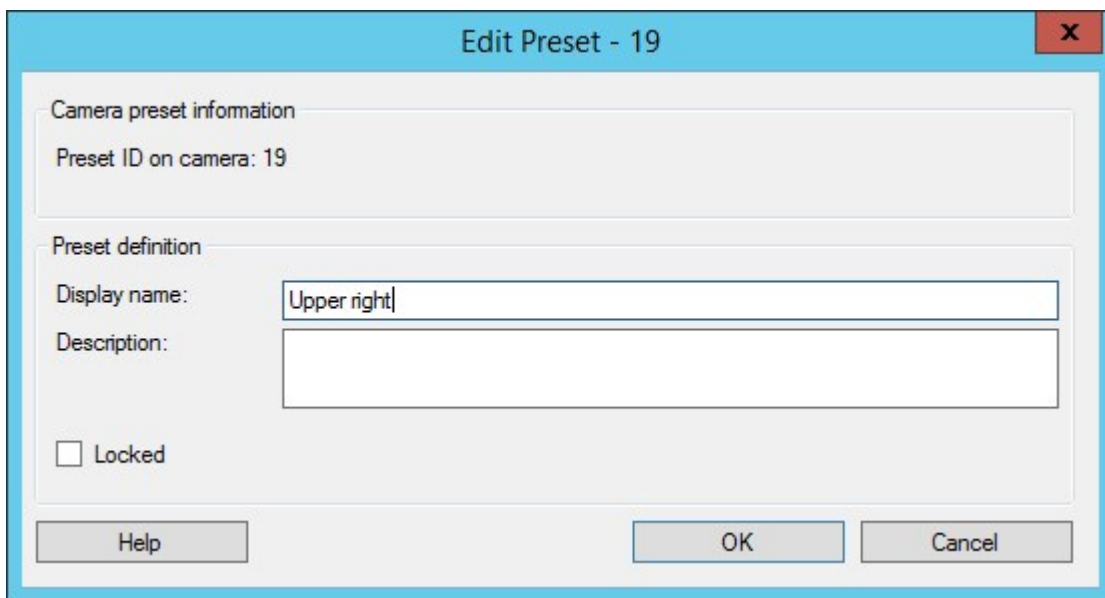 Edit Preset - 19
x
Camera preset information
Preset ID on camera: 19
Preset definition
Display name: Upper right
Description:
Locked
Help OK Cancel